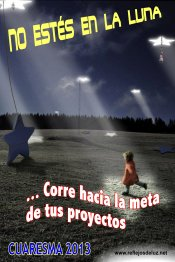 NO ESTÉS EN LA LUNA
... Corre hacia la meta
de tus proyectos
CUARESMA 2013
www.reflejosdeluz.net